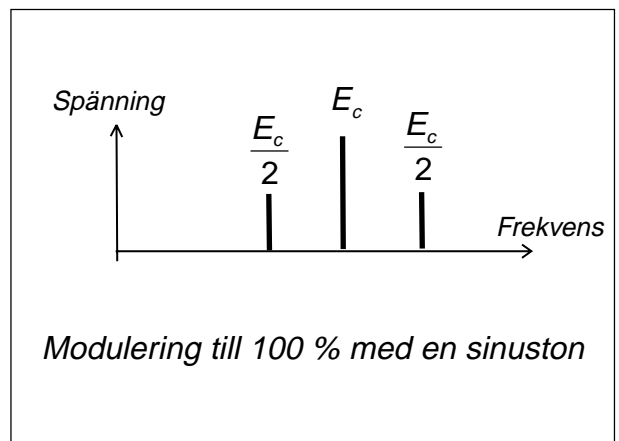 Spänning
E_c
E_c/2
E_c/2
Frekvens
Modulering till 100 % med en sinuston